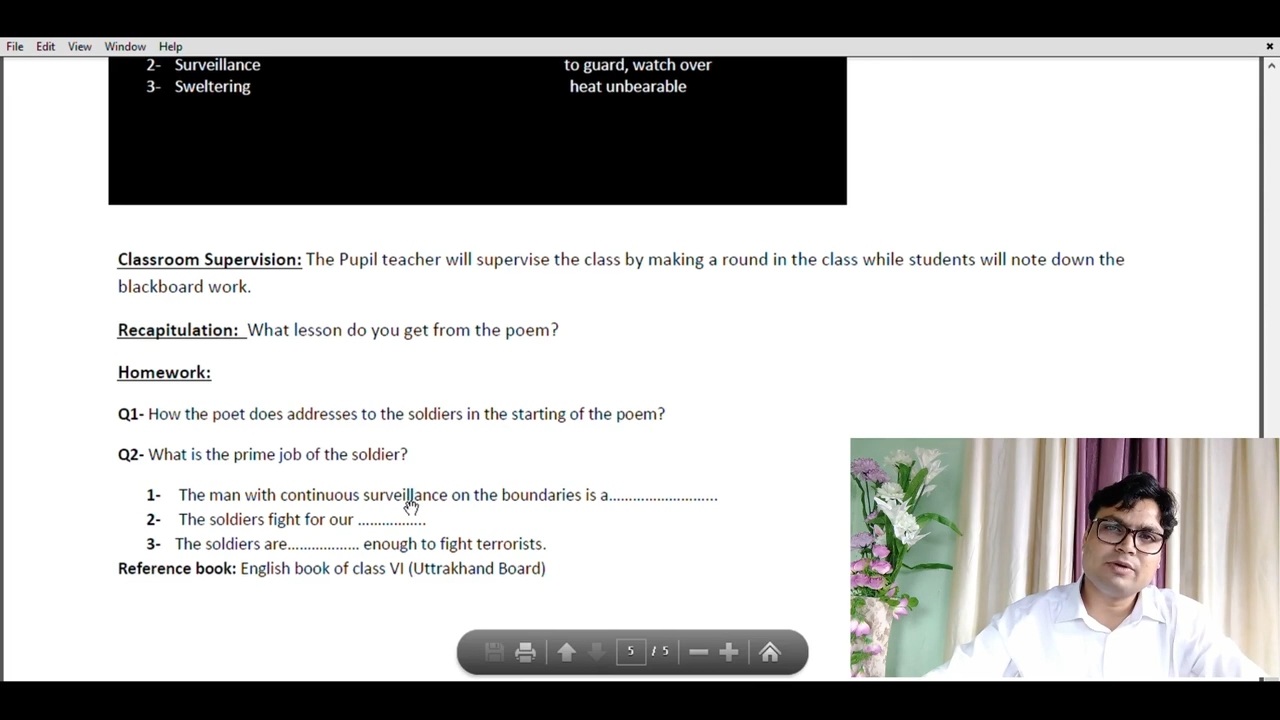 File Edit View Window Help
2- Surveillance to guard, watch over
3- Sweltering heat unbearable
Classroom Supervision: The Pupil teacher will supervise the class by making a round in the class while students will note down the
blackboard work.
Recapitulation: What lesson do you get from the poem?
Homework:
Q1- How the poet does addresses to the soldiers in the starting of the poem?
Q2- What is the prime job of the soldier?
1- The man with continuous surveillance on the boundaries is a..........................
2- The soldiers fight for our ................
3- The soldiers are................. enough to fight terrorists.
Reference book: English book of class VI (Uttrakhand Board)
5 / 5